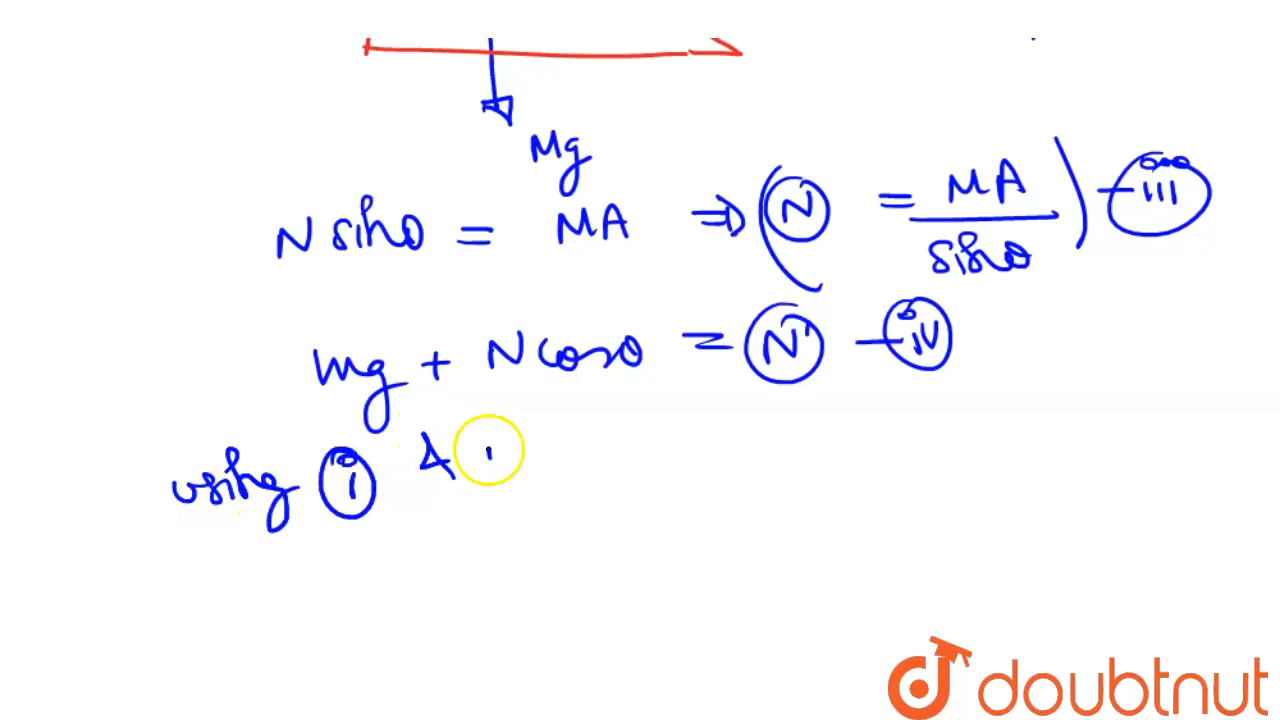 Mg
N sinθ = MA ⇒ (N = MA / sinθ) - iii
mg + N cosθ = N' - iv
using i &
doubtnut